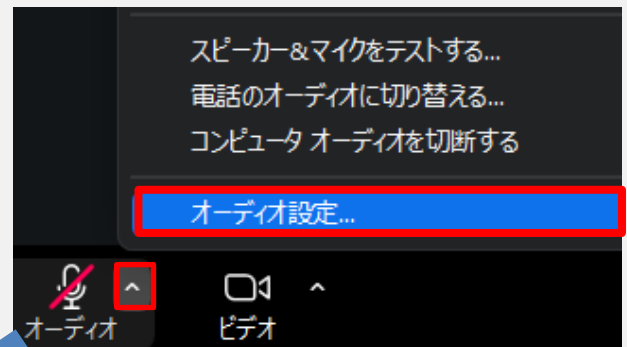 スピーカー&マイクをテストする...
電話のオーディオに切り替える...
コンピュータ オーディオを切断する
オーディオ設定...
オーディオ ビデオ